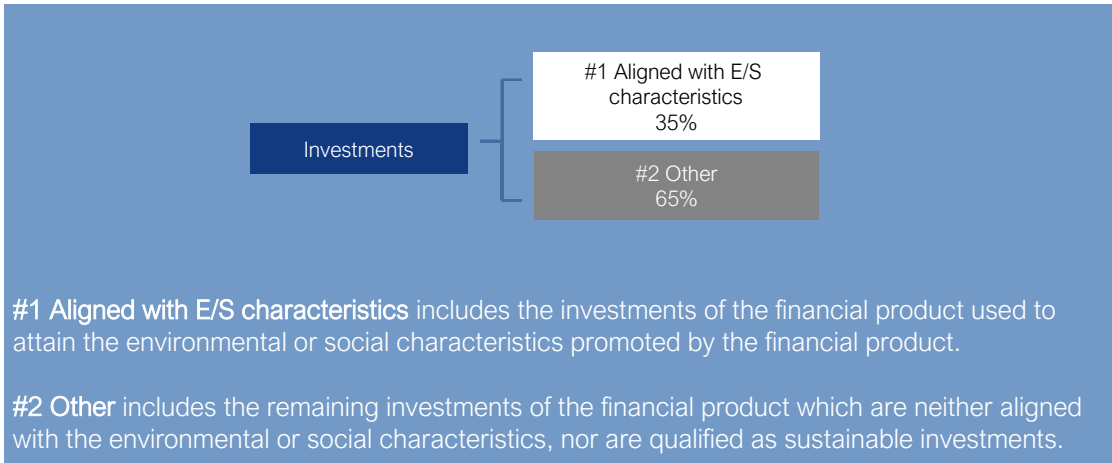 #1 Aligned with E/S
characteristics
35%
Investments
#2 Other
65%
#1 Aligned with E/S characteristics includes the investments of the financial product used to
attain the environmental or social characteristics promoted by the financial product.
#2 Other includes the remaining investments of the financial product which are neither aligned
with the environmental or social characteristics, nor are qualified as sustainable investments.